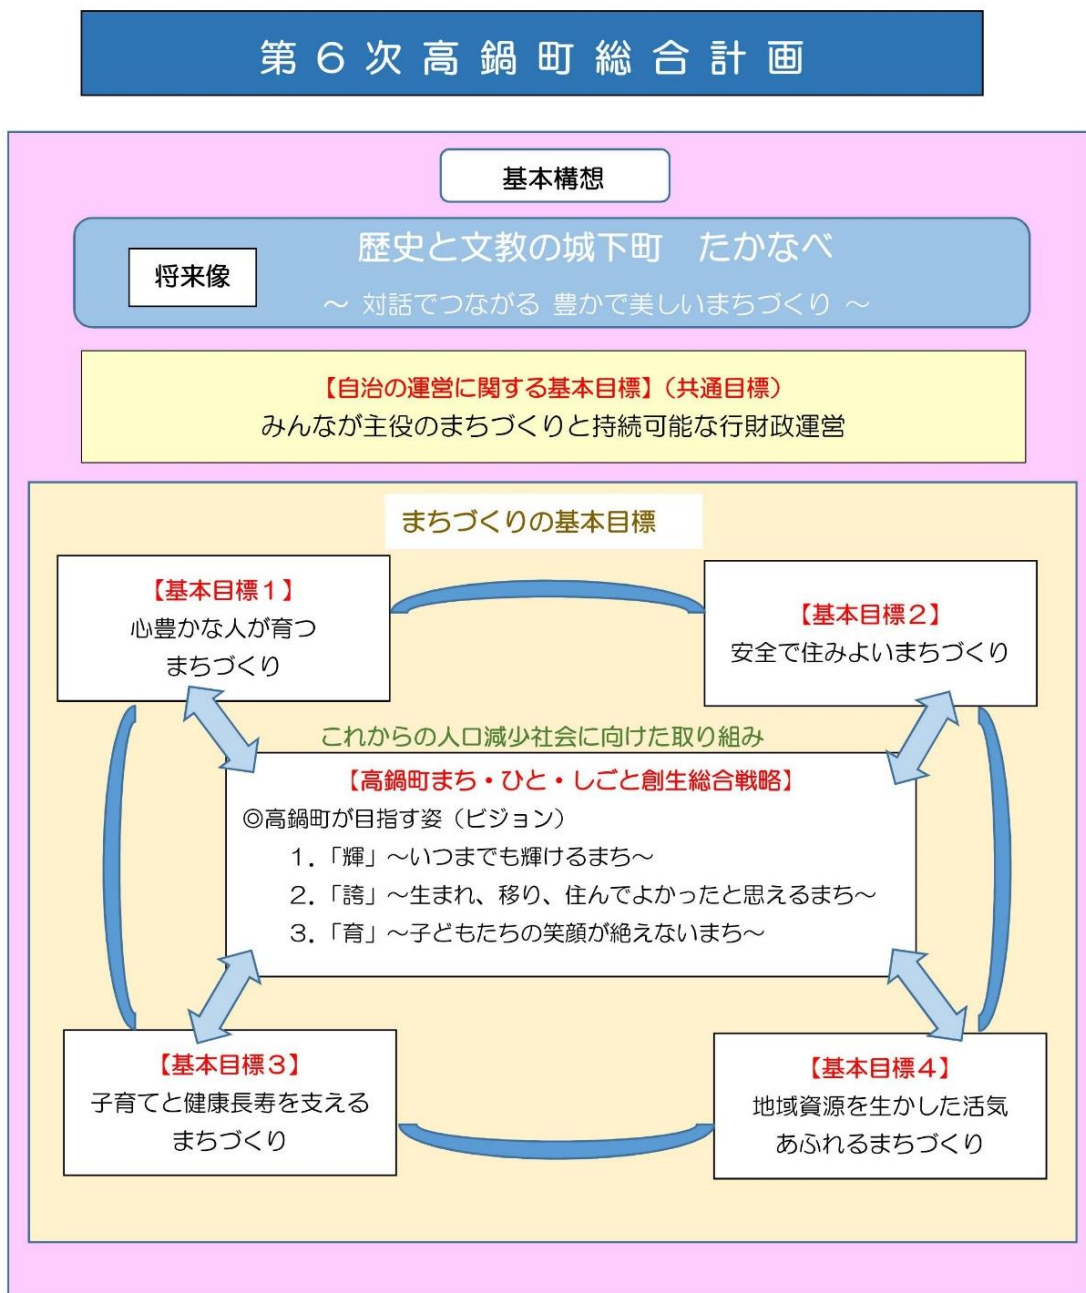 第６次高鍋町総合計画
基本構想
将来像
歴史と文教の城下町　たかなべ
～ 対話でつながる 豊かで美しいまちづくり ～
【自治の運営に関する基本目標】（共通目標）
みんなが主役のまちづくりと持続可能な行財政運営
まちづくりの基本目標
【基本目標１】
心豊かな人が育つ
まちづくり
【基本目標２】
安全で住みよいまちづくり
これからの人口減少社会に向けた取り組み
【高鍋町まち・ひと・しごと創生総合戦略】
◎高鍋町が目指す姿（ビジョン）
１．「輝」～いつまでも輝けるまち～
２．「誇」～生まれ、移り、住んでよかったと思えるまち～
３．「育」～子どもたちの笑顔が絶えないまち～
【基本目標３】
子育てと健康長寿を支える
まちづくり
【基本目標４】
地域資源を生かした活気
あふれるまちづくり